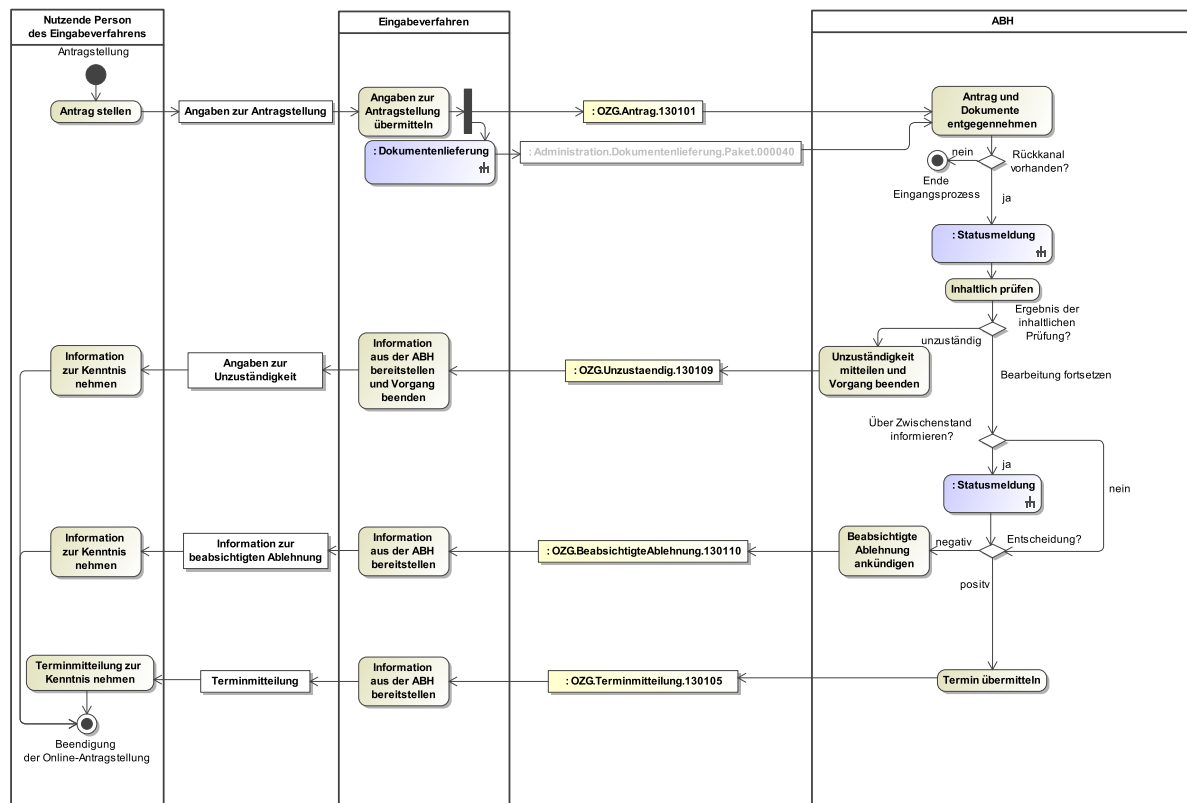 Nutzende Person
des Eingabeverfahrens
Eingabeverfahren
ABH
Antragstellung
Antrag stellen
Angaben zur Antragstellung
Angaben zur
Antragstellung
übermitteln
: OZG.Antrag.130101
Antrag und
Dokumente
entgegennehmen
: Dokumentenlieferung
: Administration.Dokumentenlieferung.Paket.000040
nein
Rückkanal
vorhanden?
Ende
Eingangsprozess
ja
: Statusmeldung
Inhaltlich prüfen
Ergebnis der
inhaltlichen
Prüfung?
unzuständig
Information
zur Kenntnis
nehmen
Angaben zur
Unzuständigkeit
Information
aus der ABH
bereitstellen
und Vorgang
beenden
: OZG.Unzustaendig.130109
Unzuständigkeit
mitteilen und
Vorgang beenden
Bearbeitung fortsetzen
Über Zwischenstand
informieren?
ja
nein
: Statusmeldung
Information
zur Kenntnis
nehmen
Information zur
beabsichtigten Ablehnung
Information
aus der ABH
bereitstellen
: OZG.BeabsichtigteAblehnung.130110
Beabsichtigte
Ablehnung
ankündigen
negativ
Entscheidung?
positv
Terminmitteilung zur
Kenntnis nehmen
Terminmitteilung
Information
aus der ABH
bereitstellen
: OZG.Terminmitteilung.130105
Termin übermitteln
Beendigung
der Online-Antragstellung